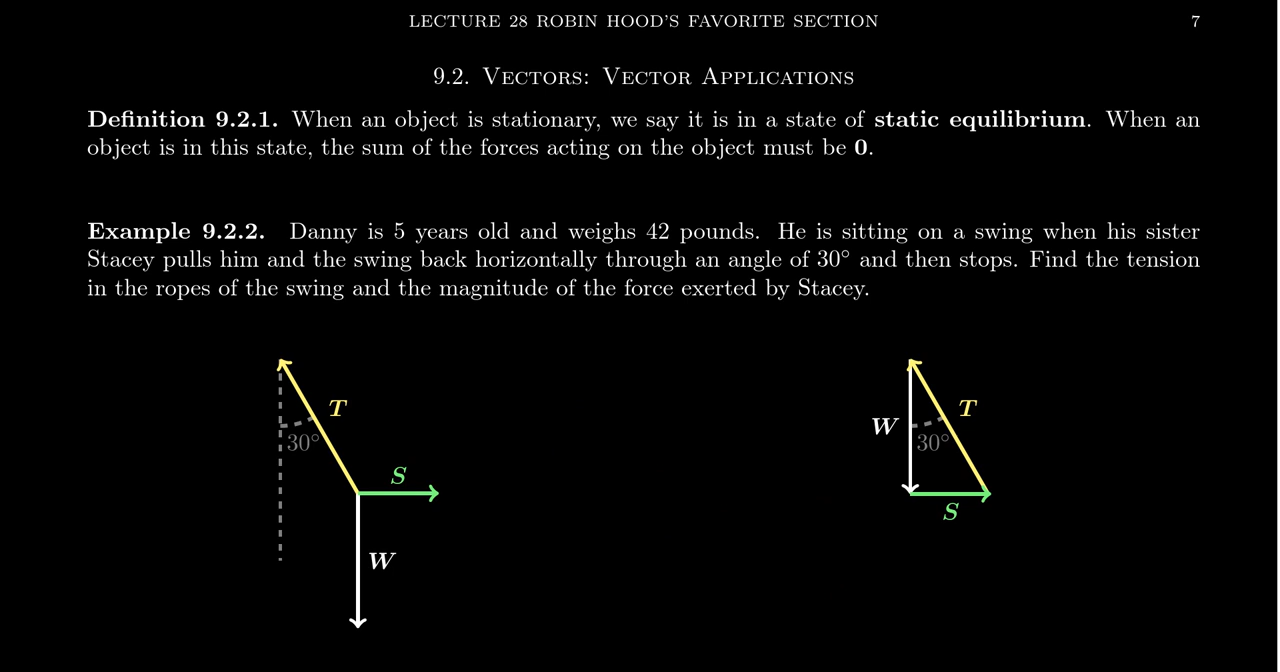 LECTURE 28 ROBIN HOOD'S FAVORITE SECTION 7
9.2. Vectors: Vector Applications
Definition 9.2.1. When an object is stationary, we say it is in a state of static equilibrium. When an
object is in this state, the sum of the forces acting on the object must be 0.
Example 9.2.2. Danny is 5 years old and weighs 42 pounds. He is sitting on a swing when his sister
Stacey pulls him and the swing back horizontally through an angle of 30° and then stops. Find the tension
in the ropes of the swing and the magnitude of the force exerted by Stacey.
T
30°
S
W
T
W
30°
S